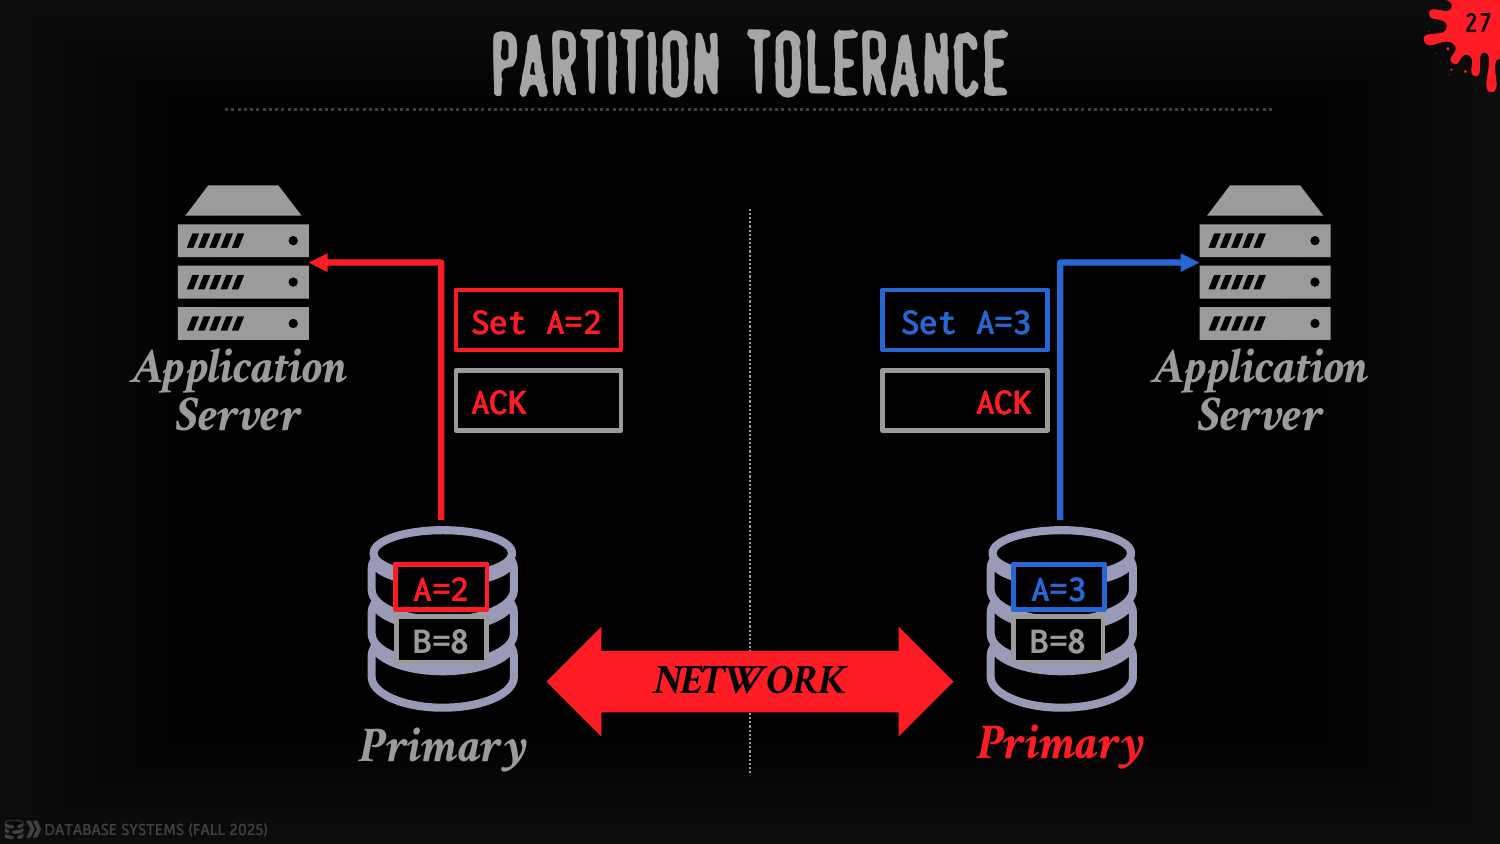 PARTITION TOLERANCE
27
Set A=2
ACK
Set A=3
ACK
Application
Server
Application
Server
A=2
B=8
A=3
B=8
NETWORK
Primary
Primary
DATABASE SYSTEMS (FALL 2025)